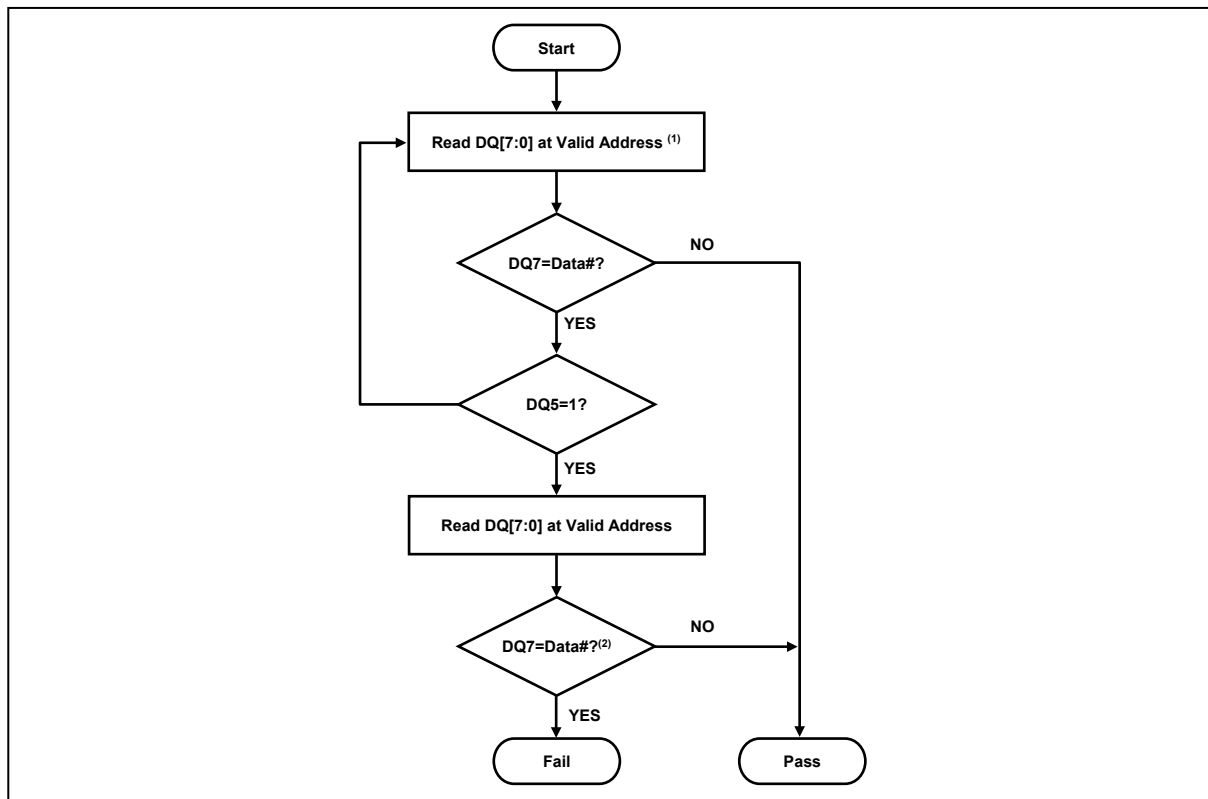 Start
Read DQ[7:0] at Valid Address (1)
NO
DQ7=Data#?
YES
DQ5=1?
YES
Read DQ[7:0] at Valid Address
NO
DQ7=Data#?(2)
YES
Fail
Pass